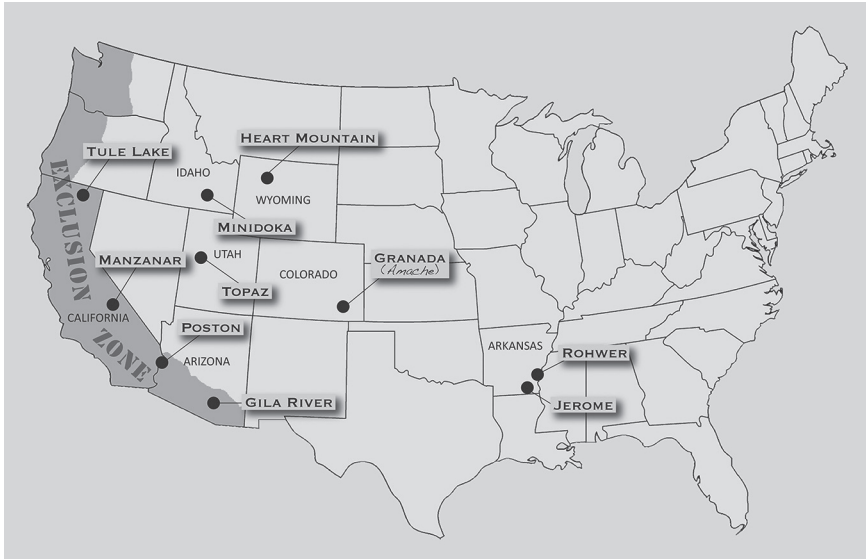 HEART MOUNTAIN
TULE LAKE
IDAHO
WYOMING
MINIDOKA
EXCLUSION
ZONE
MANZANAR
UTAH
GRANADA
(Amache)
COLORADO
TOPAZ
CALIFORNIA
POSTON
ARIZONA
ARKANSAS
ROHWER
GILA RIVER
JEROME